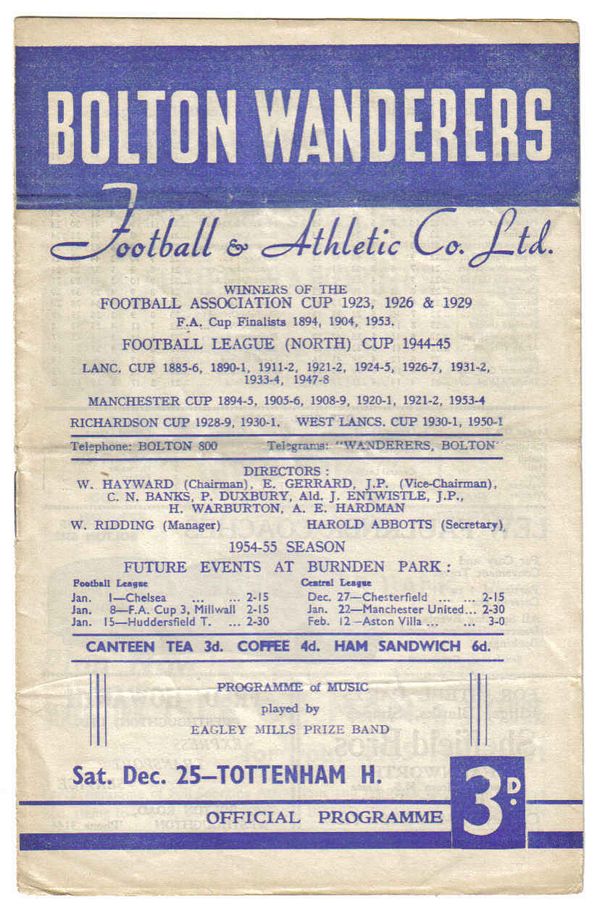 BOLTON WANDERERS
Football & Athletic Co. Ltd.
WINNERS OF THE
FOOTBALL ASSOCIATION CUP 1923, 1926 & 1929
F.A. Cup Finalists 1894, 1904, 1953.
FOOTBALL LEAGUE (NORTH) CUP 1944-45
LANC. CUP 1885-6, 1890-1, 1911-2, 1921-2, 1924-5, 1926-7, 1931-2,
1933-4, 1947-8
MANCHESTER CUP 1894-5, 1905-6, 1908-9, 1920-1, 1921-2, 1953-4
RICHARDSON CUP 1928-9, 1930-1. WEST LANCS. CUP 1930-1, 1950-1
Telephone: BOLTON 800 Telegrams: "WANDERERS, BOLTON"
DIRECTORS :
W. HAYWARD (Chairman), E. GERRARD, J.P. (Vice-Chairman),
C. N. BANKS, P. DUXBURY, Ald. J. ENTWISTLE, J.P.,
H. WARBURTON, A. E. HARDMAN
W. RIDDING (Manager) HAROLD ABBOTTS (Secretary),
1954-55 SEASON
FUTURE EVENTS AT BURNDEN PARK :
Football League Central League
Jan. 1—Chelsea ... ... 2-15 Dec. 27—Chesterfield ... ... 2-15
Jan. 8—F.A. Cup 3, Millwall 2-15 Jan. 22—Manchester United... 2-30
Jan. 15—Huddersfield T. ... 2-30 Feb. 12—Aston Villa ... ... 3-0
CANTEEN TEA 3d. COFFEE 4d. HAM SANDWICH 6d.
PROGRAMME of MUSIC
played by
EAGLEY MILLS PRIZE BAND
Sat. Dec. 25—TOTTENHAM H.
OFFICIAL PROGRAMME 3D.